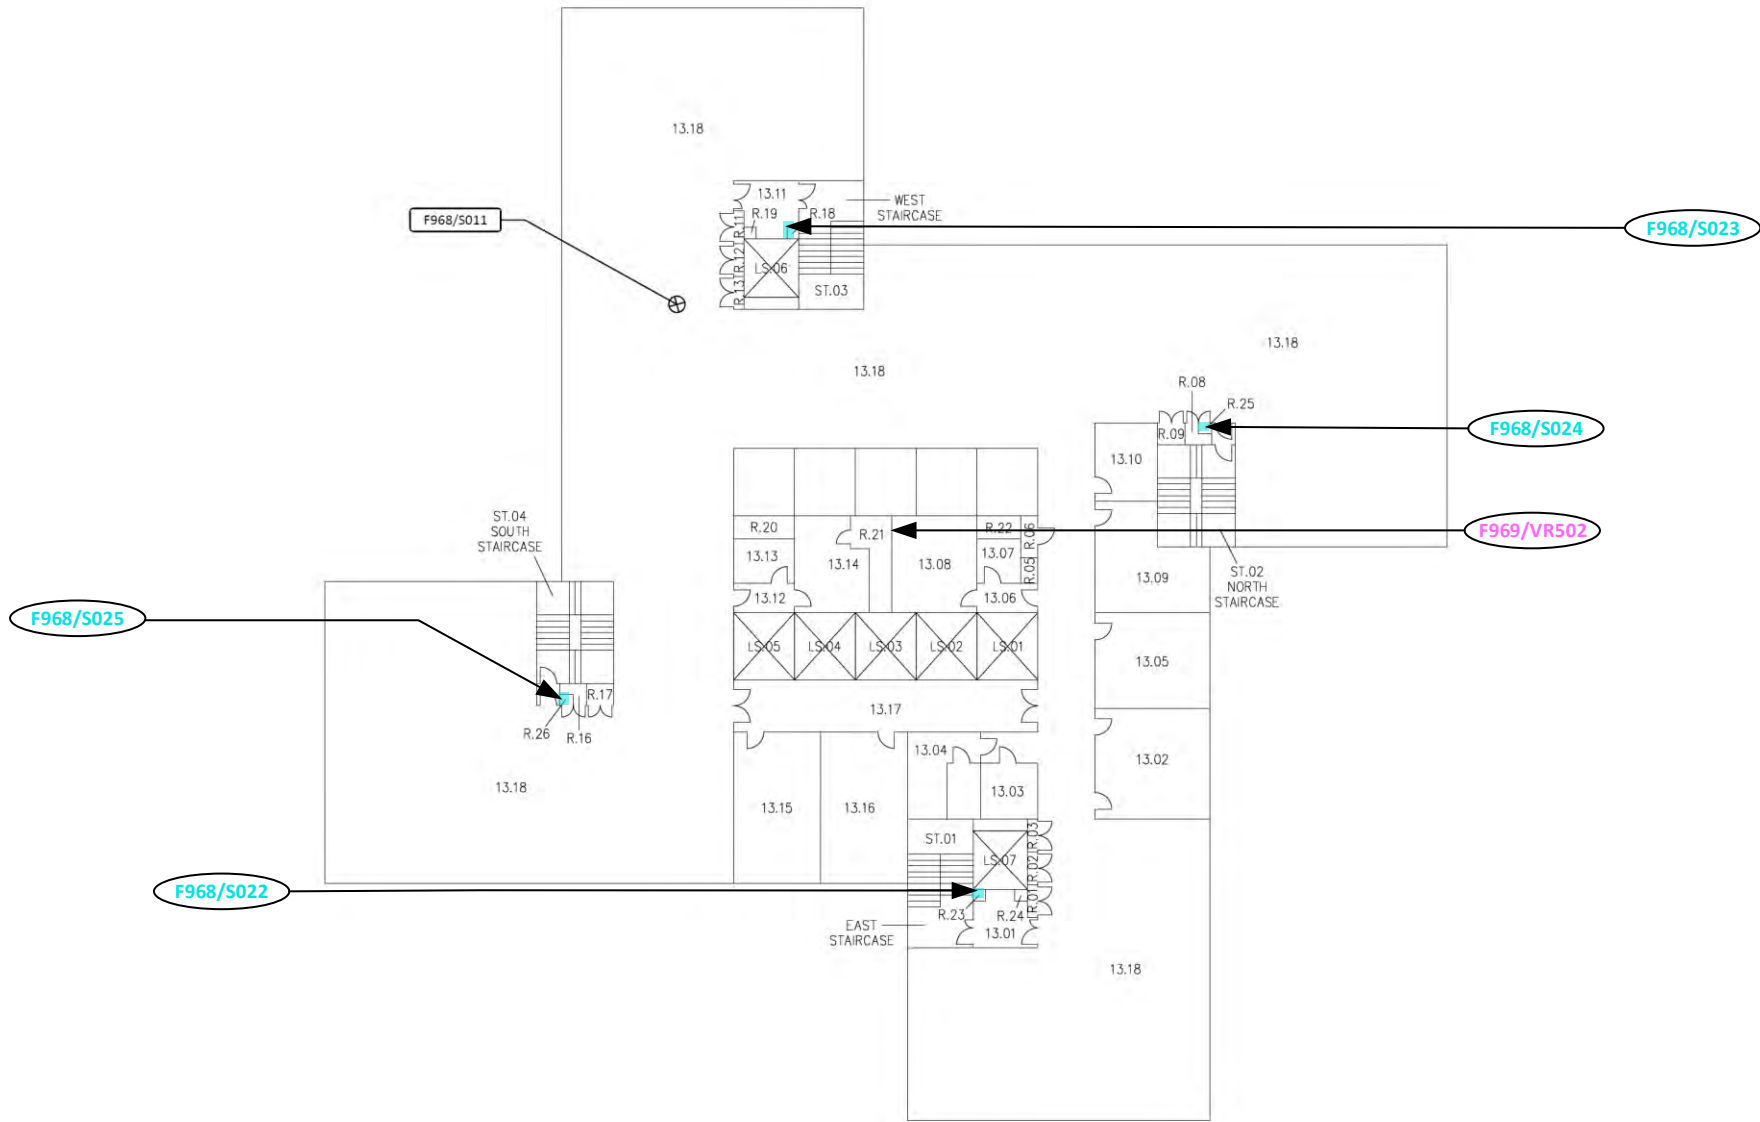 13.18
13.11
R.19
R.18
WEST
STAIRCASE
R.11
F968/S011
F968/S023
R.12
LS.06
R.13
ST.03
13.18
13.18
R.08
R.25
R.09
F968/S024
13.10
ST.04
SOUTH
STAIRCASE
R.20
R.21
R.22
R.06
F969/VR502
13.13
13.14
13.08
13.07
R.05
13.09
ST.02
NORTH
STAIRCASE
13.12
13.06
F968/S025
LS.05
LS.04
LS.03
LS.02
LS.01
13.05
R.17
R.26
R.16
13.17
13.04
13.02
13.18
13.03
13.15
13.16
ST.01
R.03
LS.07
R.02
F968/S022
R.01
R.23
R.24
EAST
STAIRCASE
13.01
13.18